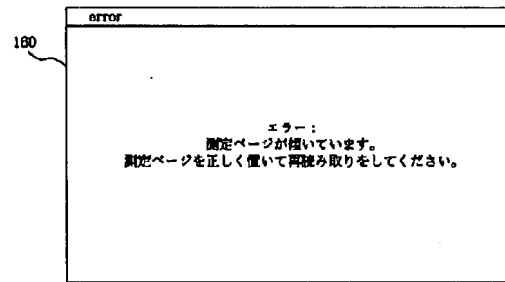 error
180
エラー：
測定ページが傾いています。
測定ページを正しく置いて再読み取りをしてください。